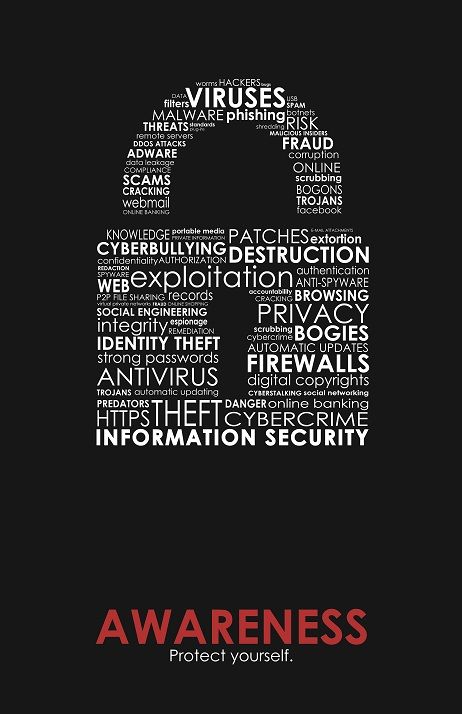 worms HACKERS bugs
DATA VIRUSES USB
filters SPAM
MALWARE phishing botnets
THREATS standards plug-ins shredding RISK
remote servers MALICIOUS INSIDERS
DDOS ATTACKS FRAUD
ADWARE corruption
data leakage ONLINE
COMPLIANCE
SCAMS scrubbing
CRACKING BOGONS
webmail TROJANS
ONLINE BANKING facebook
KNOWLEDGE portable media PATCHES E-MAIL ATTACHMENTS
PRIVATE INFORMATION extortion
CYBERBULLYING DESTRUCTION
confidentiality AUTHORIZATION
REDACTION exploitation authentication
SPYWARE ANTI-SPYWARE
WEB accountability BROWSING
P2P FILE SHARING records CRACKING
virtual private networks FRAUD ONLINE SHOPPING PRIVACY
SOCIAL ENGINEERING
integrity espionage scrubbing BOGIES
REMEDIATION cybercrime
IDENTITY THEFT AUTOMATIC UPDATES
strong passwords FIREWALLS
ANTIVIRUS digital copyrights
TROJANS automatic updating CYBERSTALKING social networking
PREDATORS THEFT DANGER online banking
HTTPS CYBERCRIME
INFORMATION SECURITY
AWARENESS
Protect yourself.